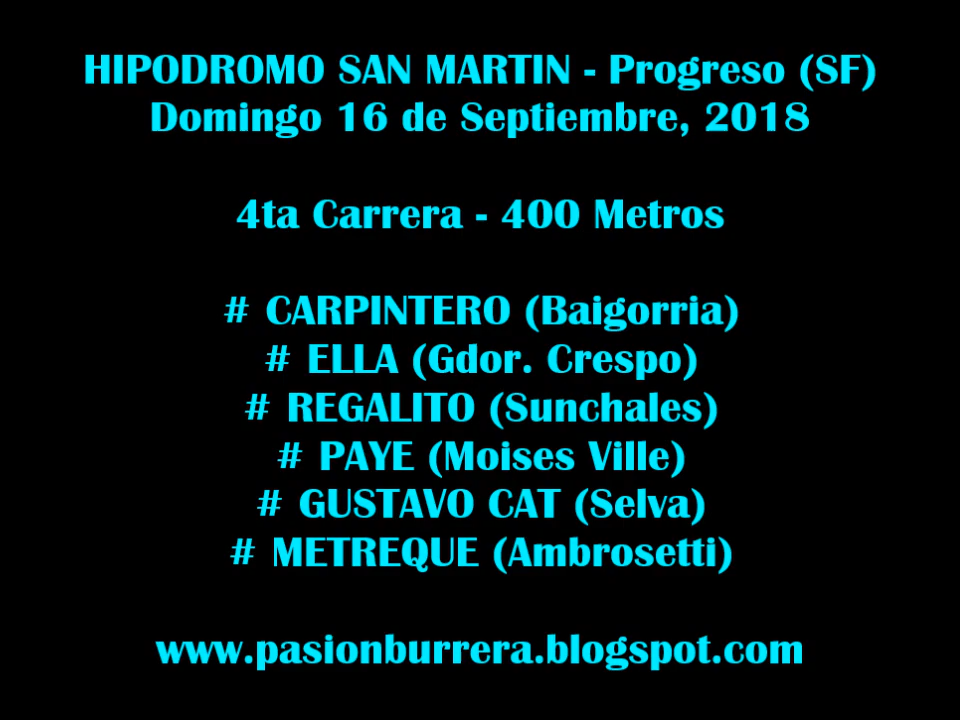 HIPODROMO SAN MARTIN - Progreso (SF)
Domingo 16 de Septiembre, 2018
4ta Carrera - 400 Metros
# CARPINTERO (Baigorria)
# ELLA (Gdor. Crespo)
# REGALITO (Sunchales)
# PAYE (Moises Ville)
# GUSTAVO CAT (Selva)
# METREQUE (Ambrosetti)
www.pasionburrera.blogspot.com